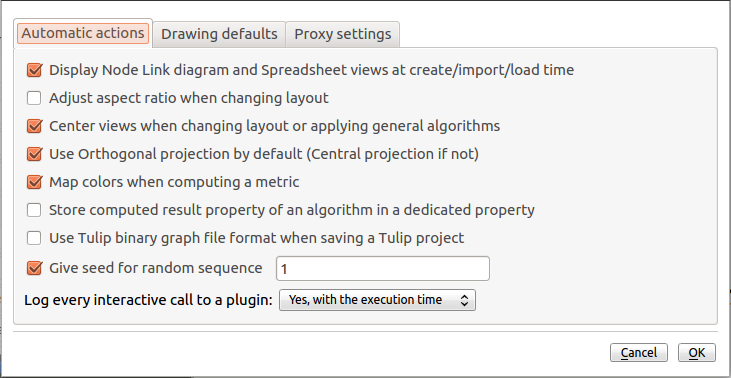 Automatic actions Drawing defaults Proxy settings
Display Node Link diagram and Spreadsheet views at create/import/load time
Adjust aspect ratio when changing layout
Center views when changing layout or applying general algorithms
Use Orthogonal projection by default (Central projection if not)
Map colors when computing a metric
Store computed result property of an algorithm in a dedicated property
Use Tulip binary graph file format when saving a Tulip project
Give seed for random sequence 1
Log every interactive call to a plugin: Yes, with the execution time
Cancel OK